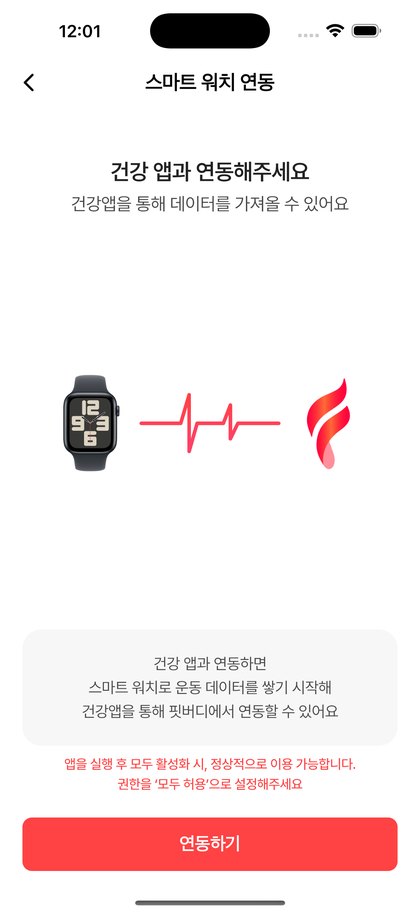 12:01
스마트 워치 연동
건강 앱과 연동해주세요
건강앱을 통해 데이터를 가져올 수 있어요
12
9 3
6
건강 앱과 연동하면
스마트 워치로 운동 데이터를 쌓기 시작해
건강앱을 통해 핏버디에서 연동할 수 있어요
앱을 실행 후 모두 활성화 시, 정상적으로 이용 가능합니다.
권한을 '모두 허용'으로 설정해주세요
연동하기